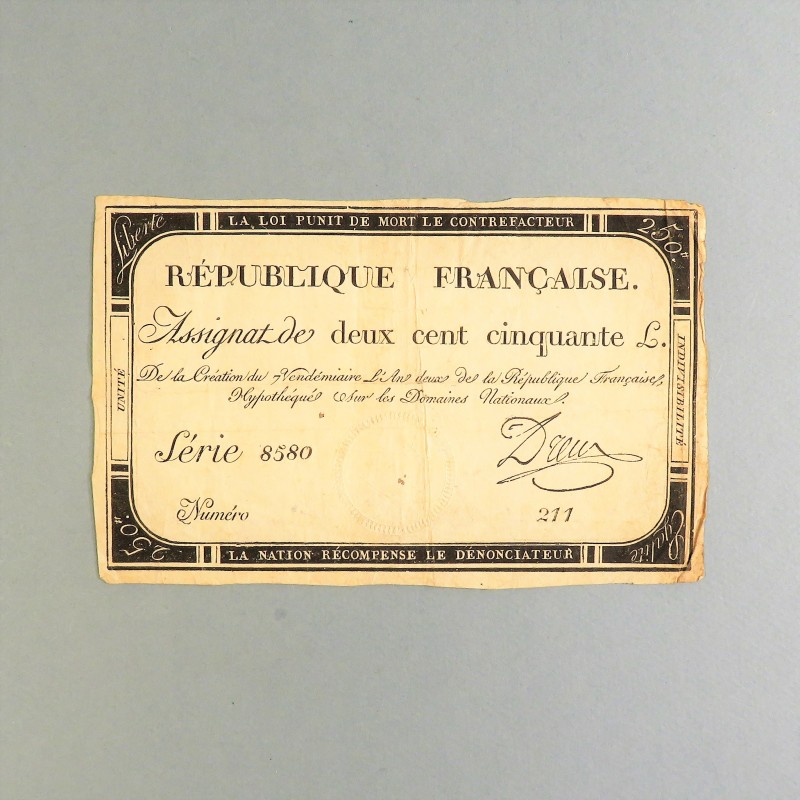 Liberté
LA LOI PUNIT DE MORT LE CONTREFACTEUR
250.tt
RÉPUBLIQUE FRANÇAISE.
Assignat de deux cent cinquante L.
De la Création du 7 Vendémiaire L'An deux de la République Française,
Hypothéqué Sur les Domaines Nationaux.
UNITÉ
INDIVISIBILITÉ
Série 8580
Numéro 211
250.tt
LA NATION RÉCOMPENSE LE DÉNONCIATEUR
Egalité